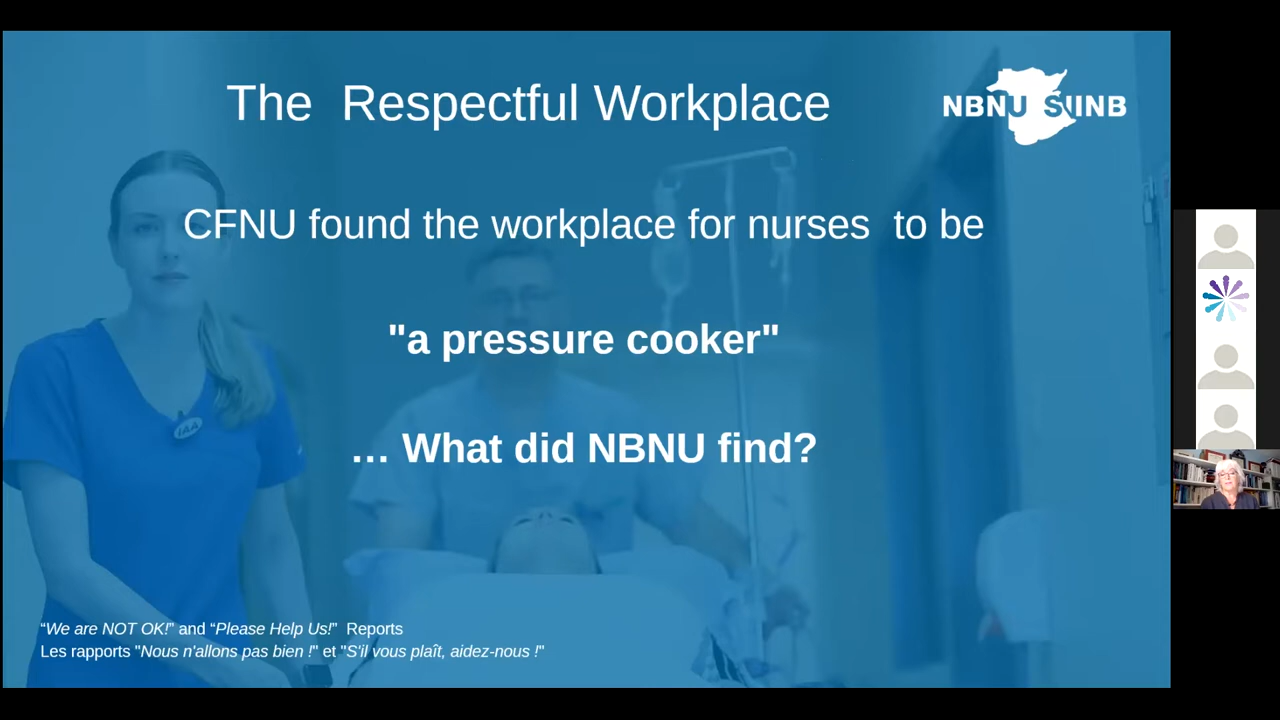 The  Respectful Workplace
NBNU SIINB
CFNU found the workplace for nurses  to be
"a pressure cooker"
... What did NBNU find?
IAA
“We are NOT OK!” and “Please Help Us!”  Reports
Les rapports "Nous n'allons pas bien !" et "S'il vous plaît, aidez-nous !"